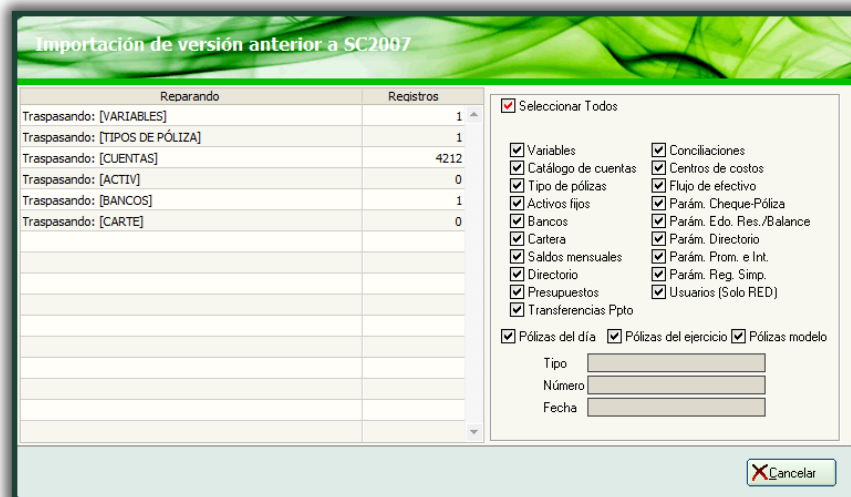 Importación de versión anterior a SC2007
Reparando Registros
Traspasando: [VARIABLES] 1
Traspasando: [TIPOS DE PÓLIZA] 1
Traspasando: [CUENTAS] 4212
Traspasando: [ACTIV] 0
Traspasando: [BANCOS] 1
Traspasando: [CARTE] 0
Seleccionar Todos
Variables Conciliaciones
Catálogo de cuentas Centros de costos
Tipo de pólizas Flujo de efectivo
Activos fijos Parám. Cheque-Póliza
Bancos Parám. Edo. Res./Balance
Cartera Parám. Directorio
Saldos mensuales Parám. Prom. e Int.
Directorio Parám. Reg. Simp.
Presupuestos Usuarios (Solo RED)
Transferencias Ppto
Pólizas del día Pólizas del ejercicio Pólizas modelo
Tipo
Número
Fecha
Cancelar